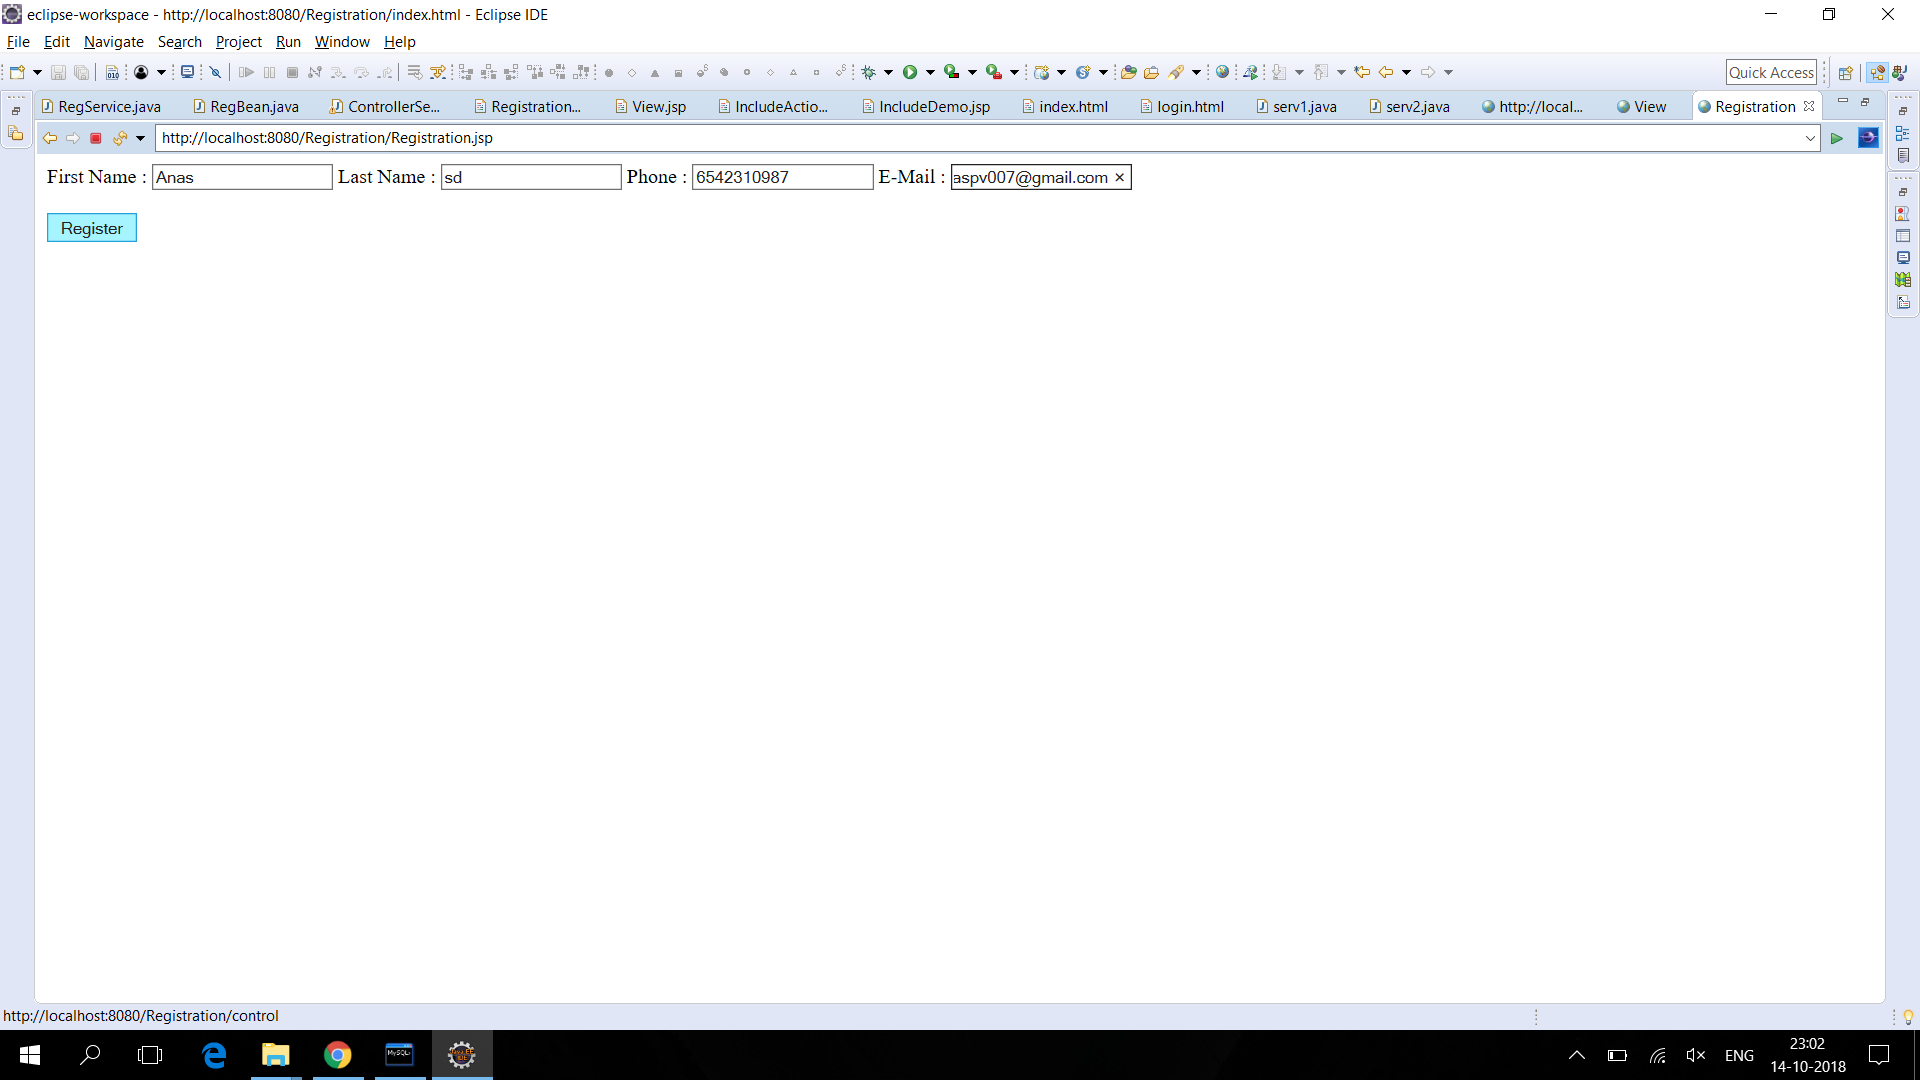 eclipse-workspace - http://localhost:8080/Registration/index.html - Eclipse IDE
File Edit Navigate Search Project Run Window Help
Quick Access
RegService.java RegBean.java ControllerSe... Registration... View.jsp IncludeActio... IncludeDemo.jsp index.html login.html serv1.java serv2.java http://local... View Registration
http://localhost:8080/Registration/Registration.jsp
First Name : Anas Last Name : sd Phone : 6542310987 E-Mail : aspv007@gmail.com
Register
http://localhost:8080/Registration/control
MySQL
ENG
23:02
14-10-2018